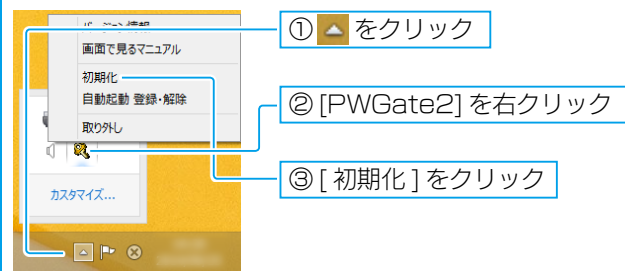 バージョン情報
画面で見るマニュアル
初期化
自動起動 登録・解除
取り外し
カスタマイズ...
① をクリック
② [PWGate2] を右クリック
③ [ 初期化 ] をクリック